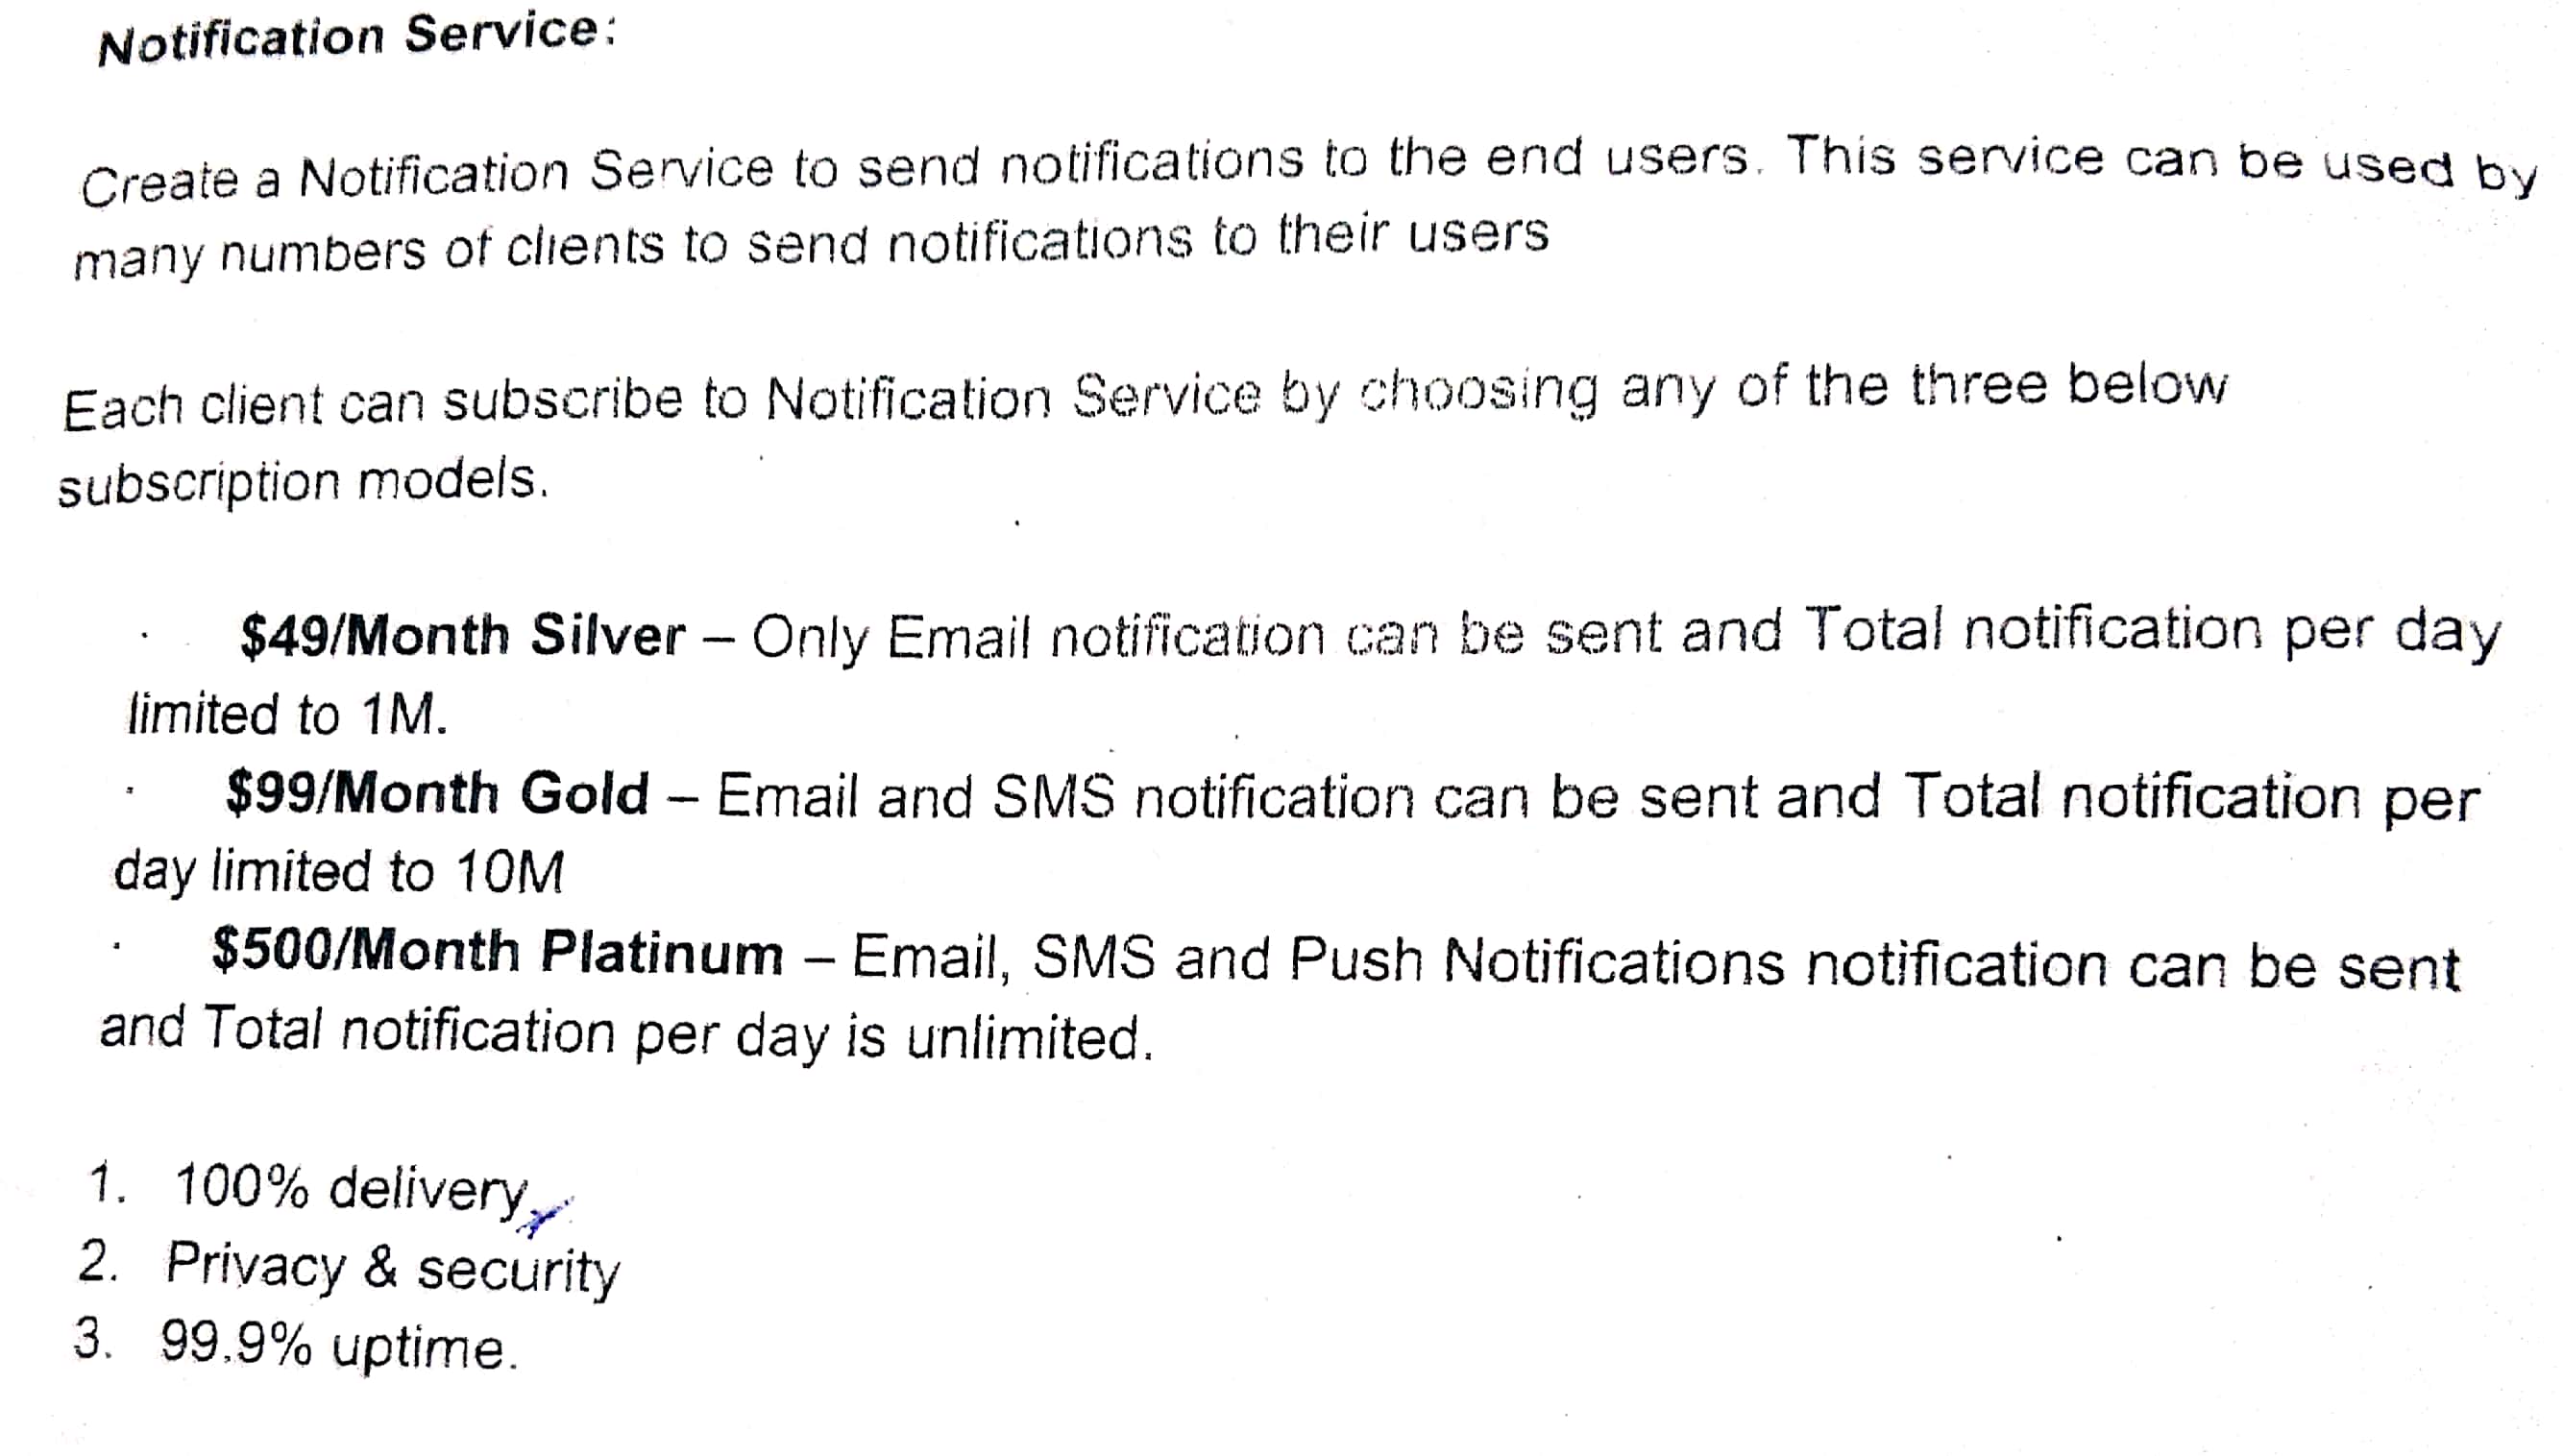 Notification Service:
Create a Notification Service to send notifications to the end users. This service can be used by
many numbers of clients to send notifications to their users
Each client can subscribe to Notification Service by choosing any of the three below
subscription models.
· $49/Month Silver – Only Email notification can be sent and Total notification per day
limited to 1M.
· $99/Month Gold – Email and SMS notification can be sent and Total notification per
day limited to 10M
· $500/Month Platinum – Email, SMS and Push Notifications notification can be sent
and Total notification per day is unlimited.
1. 100% delivery
2. Privacy & security
3. 99.9% uptime.